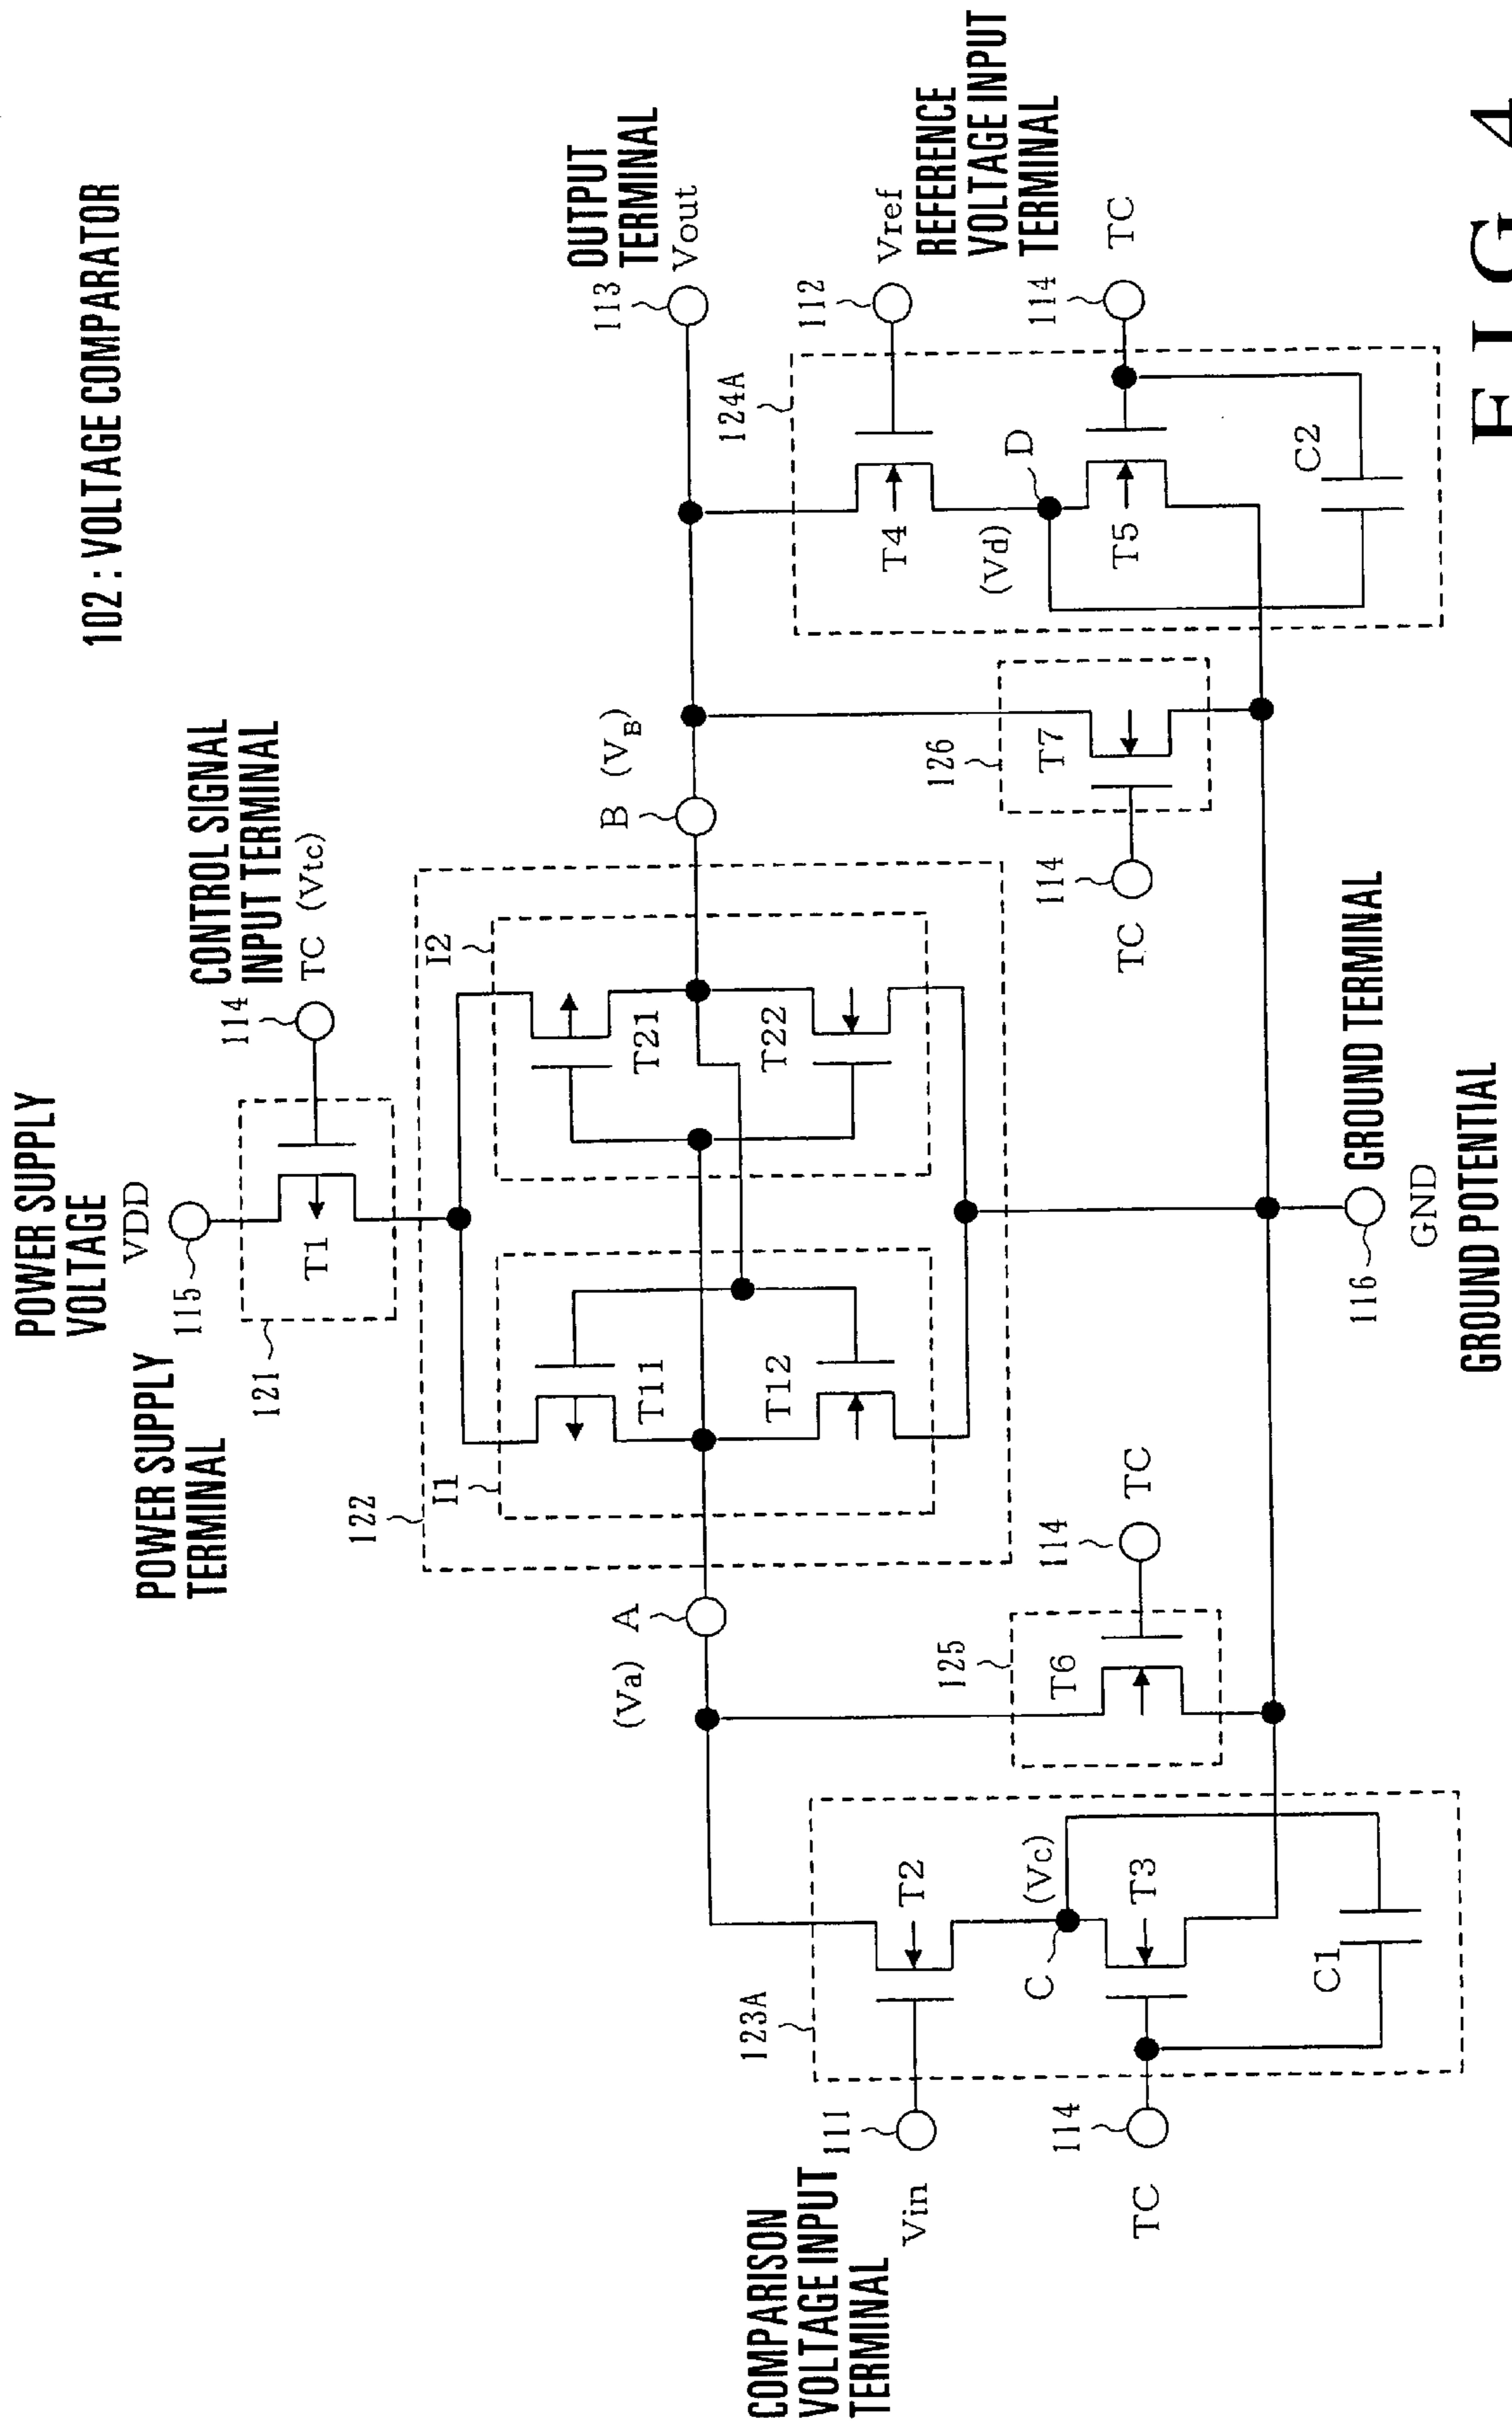 102 : VOLTAGE COMPARATOR
POWER SUPPLY
VOLTAGE
VDD
POWER SUPPLY
TERMINAL
115
CONTROL SIGNAL
INPUT TERMINAL
114
TC (Vtc)
121
T1
122
I1
I2
T11
T21
T12
T22
(Va)
A
B
(VB)
OUTPUT
TERMINAL
113
Vout
123A
COMPARISON
VOLTAGE INPUT
TERMINAL
111
Vin
T2
C
(Vc)
114
TC
T3
C1
125
T6
114
TC
126
T7
114
TC
124A
112
Vref
REFERENCE
VOLTAGE INPUT
TERMINAL
T4
D
(Vd)
T5
114
TC
C2
116
GROUND TERMINAL
GND
GROUND POTENTIAL
FIG 4